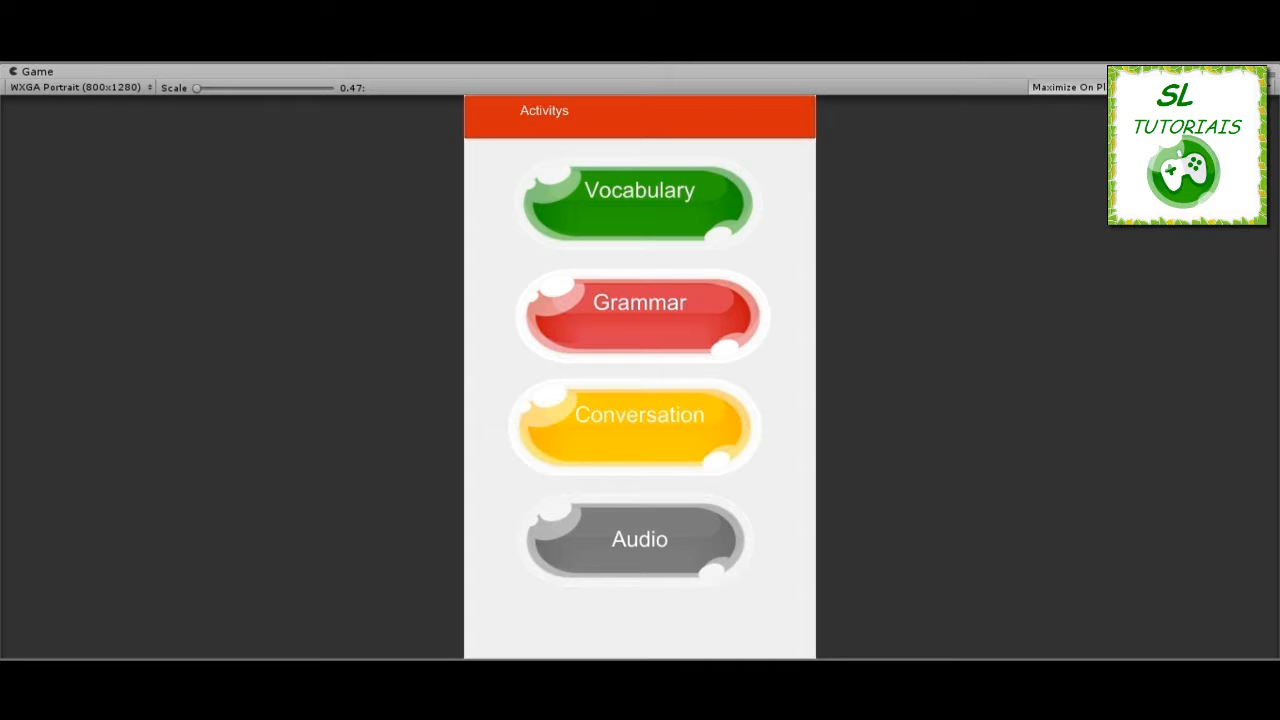 Game
WXGA Portrait (800x1280) Scale 0.47:
Maximize On Pl
SL
TUTORIAIS
Activitys
Vocabulary
Grammar
Conversation
Audio